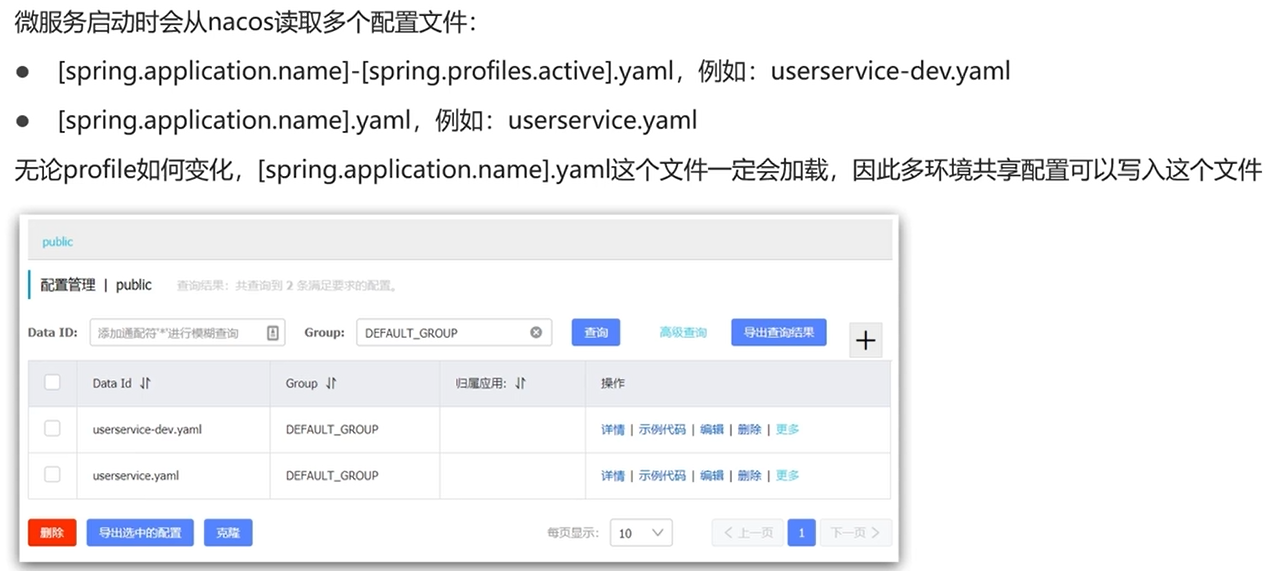 微服务启动时会从nacos读取多个配置文件：
● [spring.application.name]-[spring.profiles.active].yaml，例如：userservice-dev.yaml
● [spring.application.name].yaml，例如：userservice.yaml
无论profile如何变化，[spring.application.name].yaml这个文件一定会加载，因此多环境共享配置可以写入这个文件
public
配置管理 | public 查询结果：共查询到 2 条满足要求的配置。
Data ID: 添加通配符'*'进行模糊查询 Group: DEFAULT_GROUP 查询 高级查询 导出查询结果 +
Data Id Group 归属应用: 操作
userservice-dev.yaml DEFAULT_GROUP 详情 | 示例代码 | 编辑 | 删除 | 更多
userservice.yaml DEFAULT_GROUP 详情 | 示例代码 | 编辑 | 删除 | 更多
删除 导出选中的配置 克隆 每页显示: 10 < 上一页 1 下一页 >